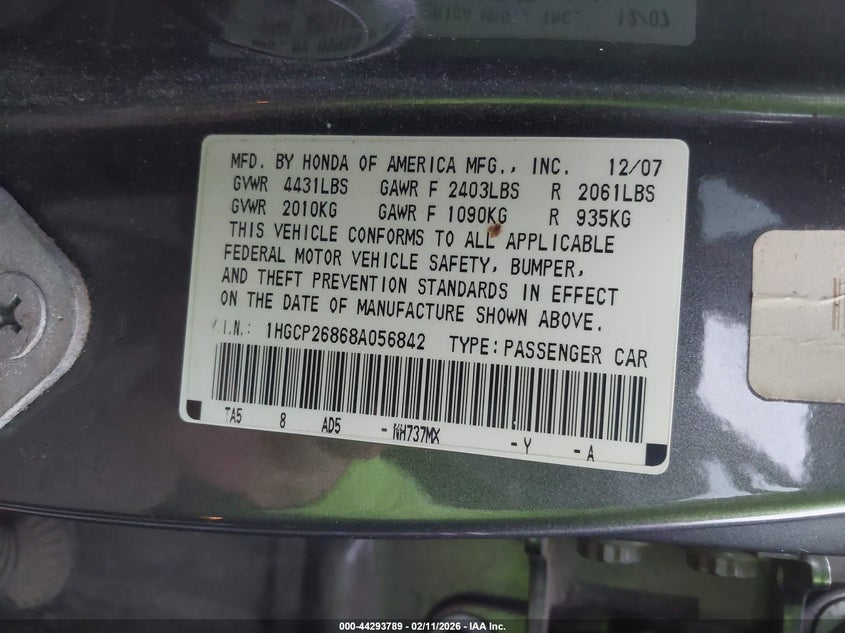 MFD. BY HONDA OF AMERICA MFG., INC. 12/07
GVWR 4431LBS GAWR F 2403LBS R 2061LBS
GVWR 2010KG GAWR F 1090KG R 935KG
THIS VEHICLE CONFORMS TO ALL APPLICABLE
FEDERAL MOTOR VEHICLE SAFETY, BUMPER,
AND THEFT PREVENTION STANDARDS IN EFFECT
ON THE DATE OF MANUFACTURE SHOWN ABOVE.
V.I.N.: 1HGCP26868A056842 TYPE: PASSENGER CAR
TA5 8 AD5 - NH737MX - Y - A
000-44293789 - 02/11/2026 - IAA Inc.